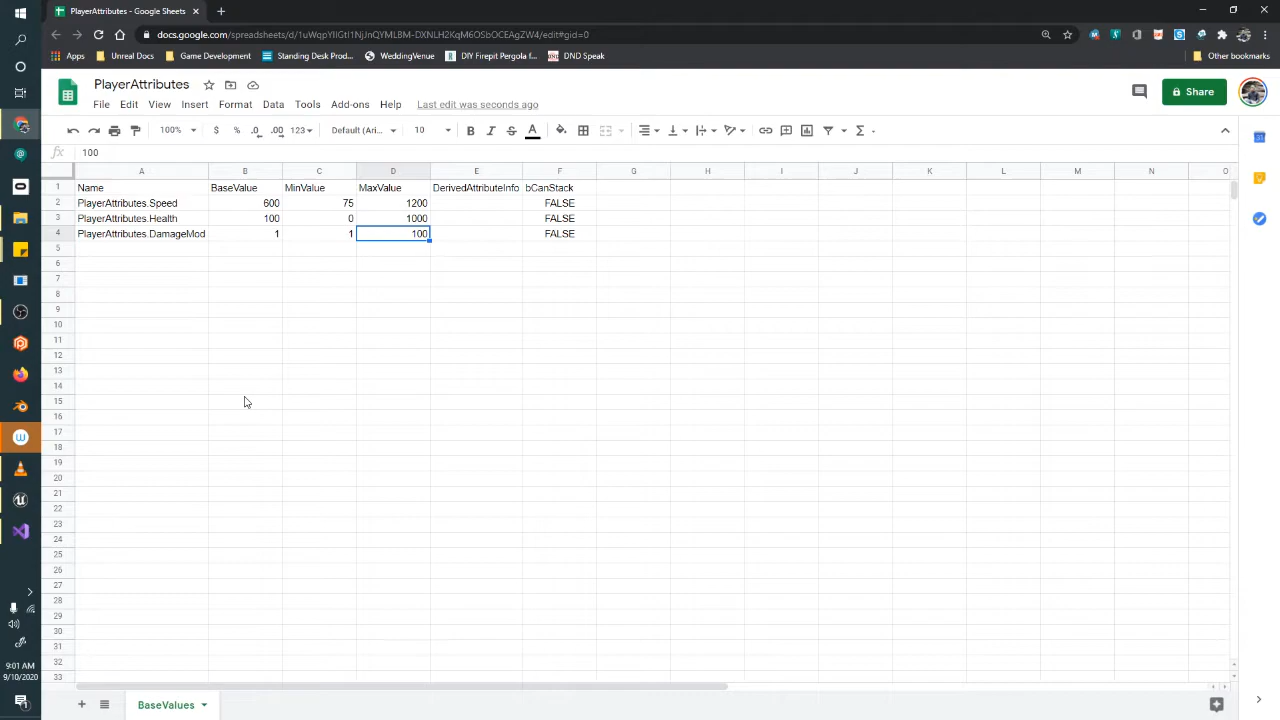 PlayerAttributes - Google Sheets
docs.google.com/spreadsheets/d/1uWqpYIIGtI1NjJnQYMLBM-DXNLH2KqM6OSbOCEAgZW4/edit#gid=0
Apps Unreal Docs Game Development Standing Desk Prod... WeddingVenue DIY Firepit Pergola f... DND Speak Other bookmarks
PlayerAttributes
Share
File Edit View Insert Format Data Tools Add-ons Help Last edit was seconds ago
100% $ % .0 .00 123 Default (Ari... 10 B I S A
fx 100
A B C D E F G H I J K L M N O
1 Name BaseValue MinValue MaxValue DerivedAttributeInfo bCanStack
2 PlayerAttributes.Speed 600 75 1200 FALSE
3 PlayerAttributes.Health 100 0 1000 FALSE
4 PlayerAttributes.DamageMod 1 1 100 FALSE
5
6
7
8
9
10
11
12
13
14
15
16
17
18
19
20
21
22
23
24
25
26
27
28
29
30
31
32
33
9:01 AM
9/10/2020
BaseValues